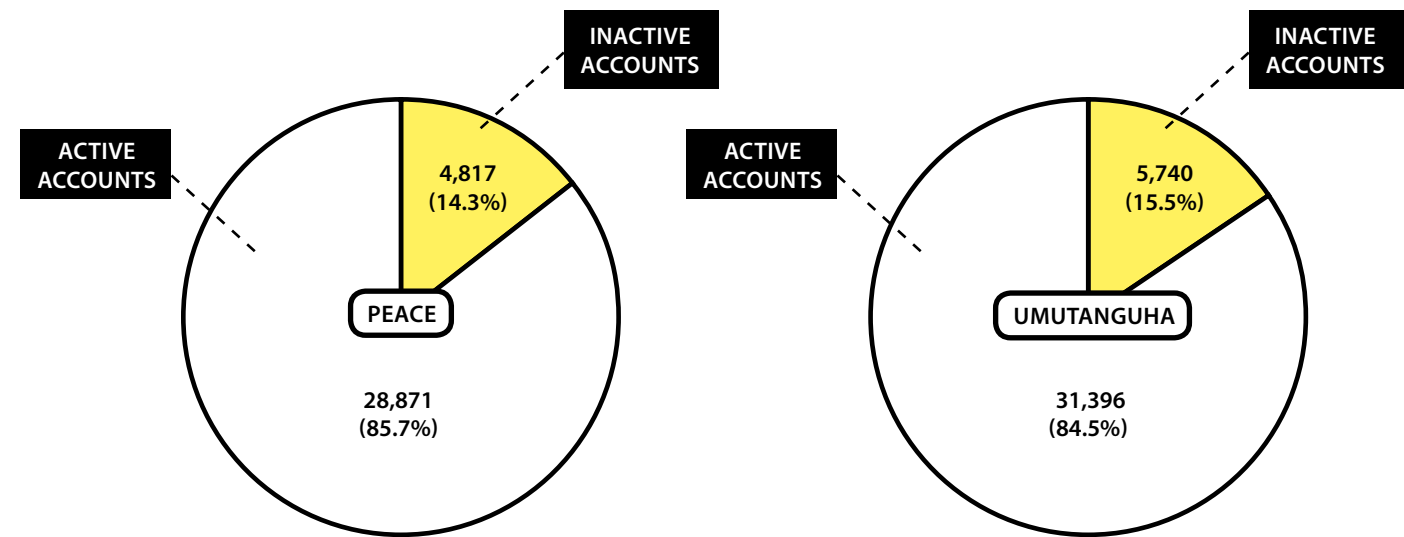 INACTIVE
ACCOUNTS
ACTIVE
ACCOUNTS
4,817
(14.3%)
PEACE
28,871
(85.7%)
INACTIVE
ACCOUNTS
ACTIVE
ACCOUNTS
5,740
(15.5%)
UMUTANGUHA
31,396
(84.5%)